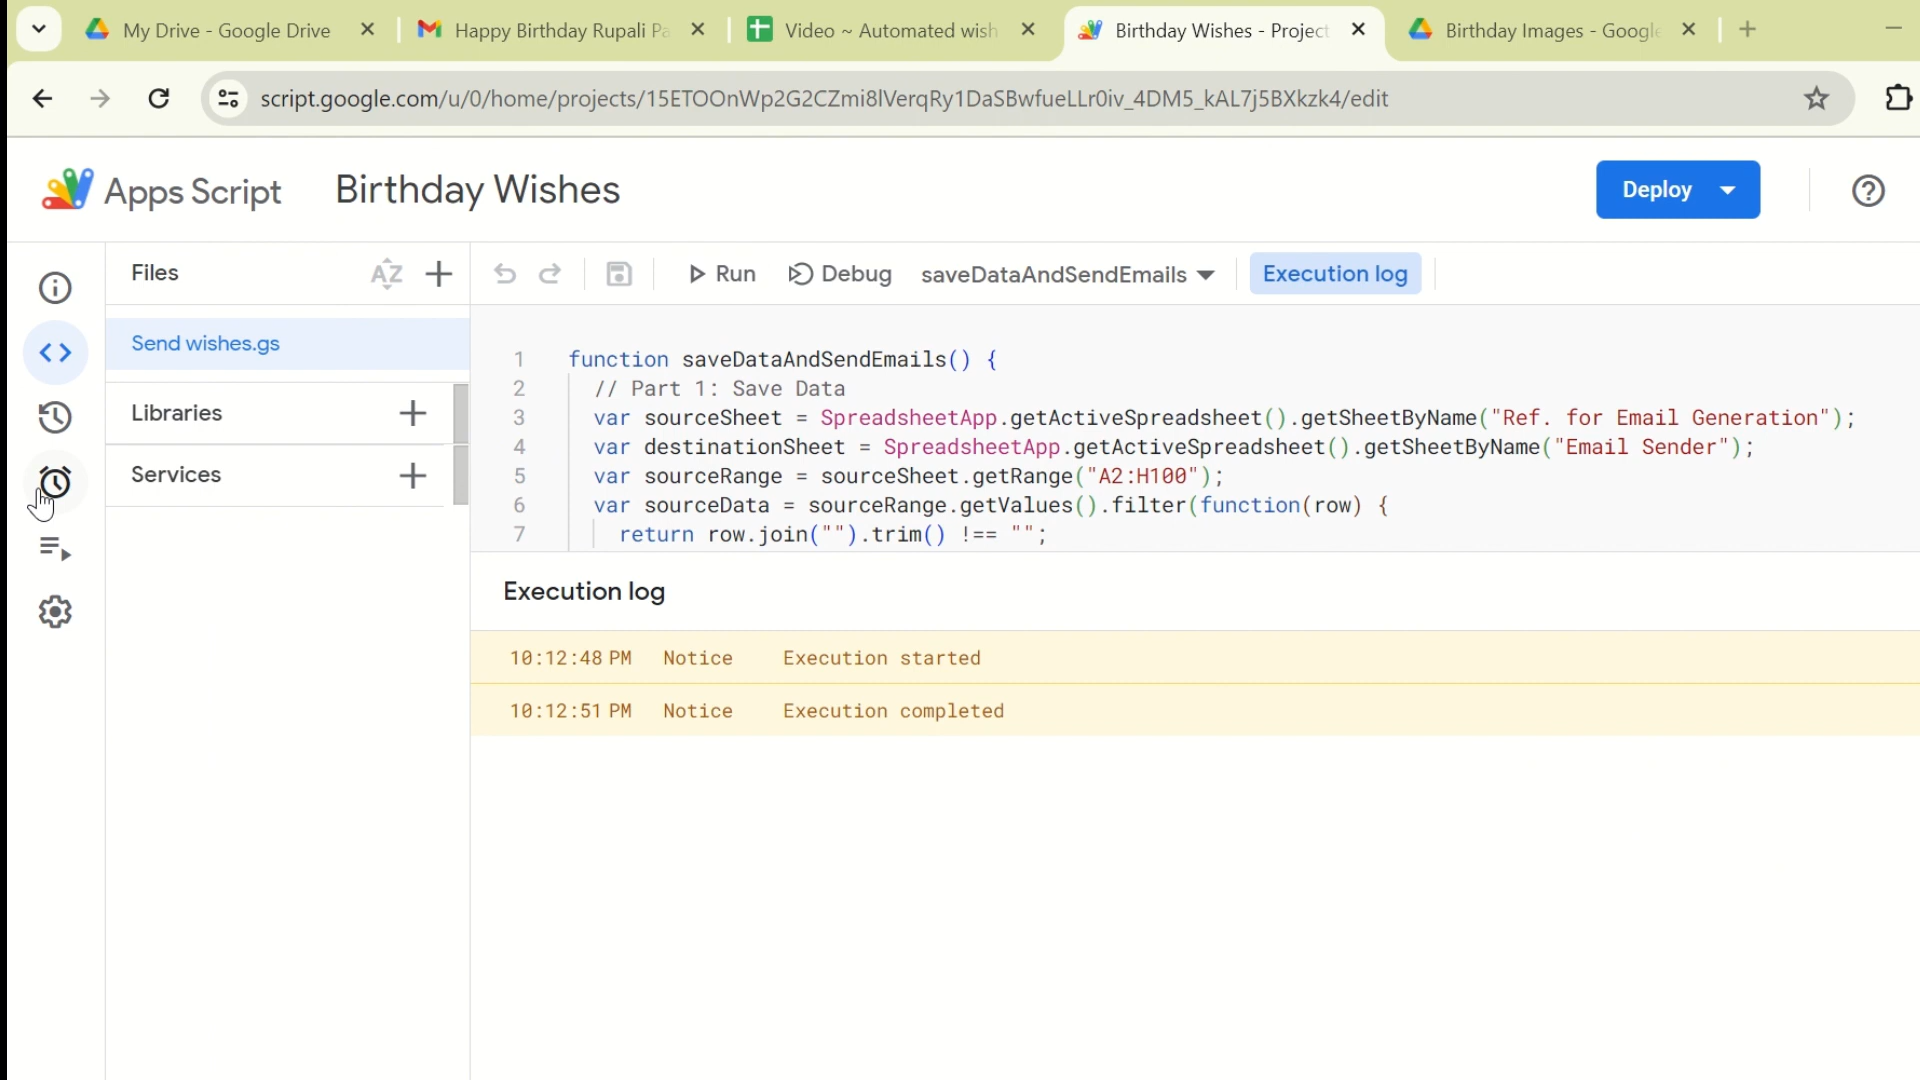 My Drive - Google Drive
Happy Birthday Rupali Pa
Video ~ Automated wish
Birthday Wishes - Project
Birthday Images - Google
script.google.com/u/0/home/projects/15ETOOnWp2G2CZmi8lVerqRy1DaSBwfueLLr0iv_4DM5_kAL7j5BXkzk4/edit
Apps Script
Birthday Wishes
Deploy
Files
AZ
Run
Debug
saveDataAndSendEmails
Execution log
Send wishes.gs
Libraries
Services
1 function saveDataAndSendEmails() {
2 // Part 1: Save Data
3 var sourceSheet = SpreadsheetApp.getActiveSpreadsheet().getSheetByName("Ref. for Email Generation");
4 var destinationSheet = SpreadsheetApp.getActiveSpreadsheet().getSheetByName("Email Sender");
5 var sourceRange = sourceSheet.getRange("A2:H100");
6 var sourceData = sourceRange.getValues().filter(function(row) {
7 return row.join("").trim() !== "";
Execution log
10:12:48 PM Notice Execution started
10:12:51 PM Notice Execution completed